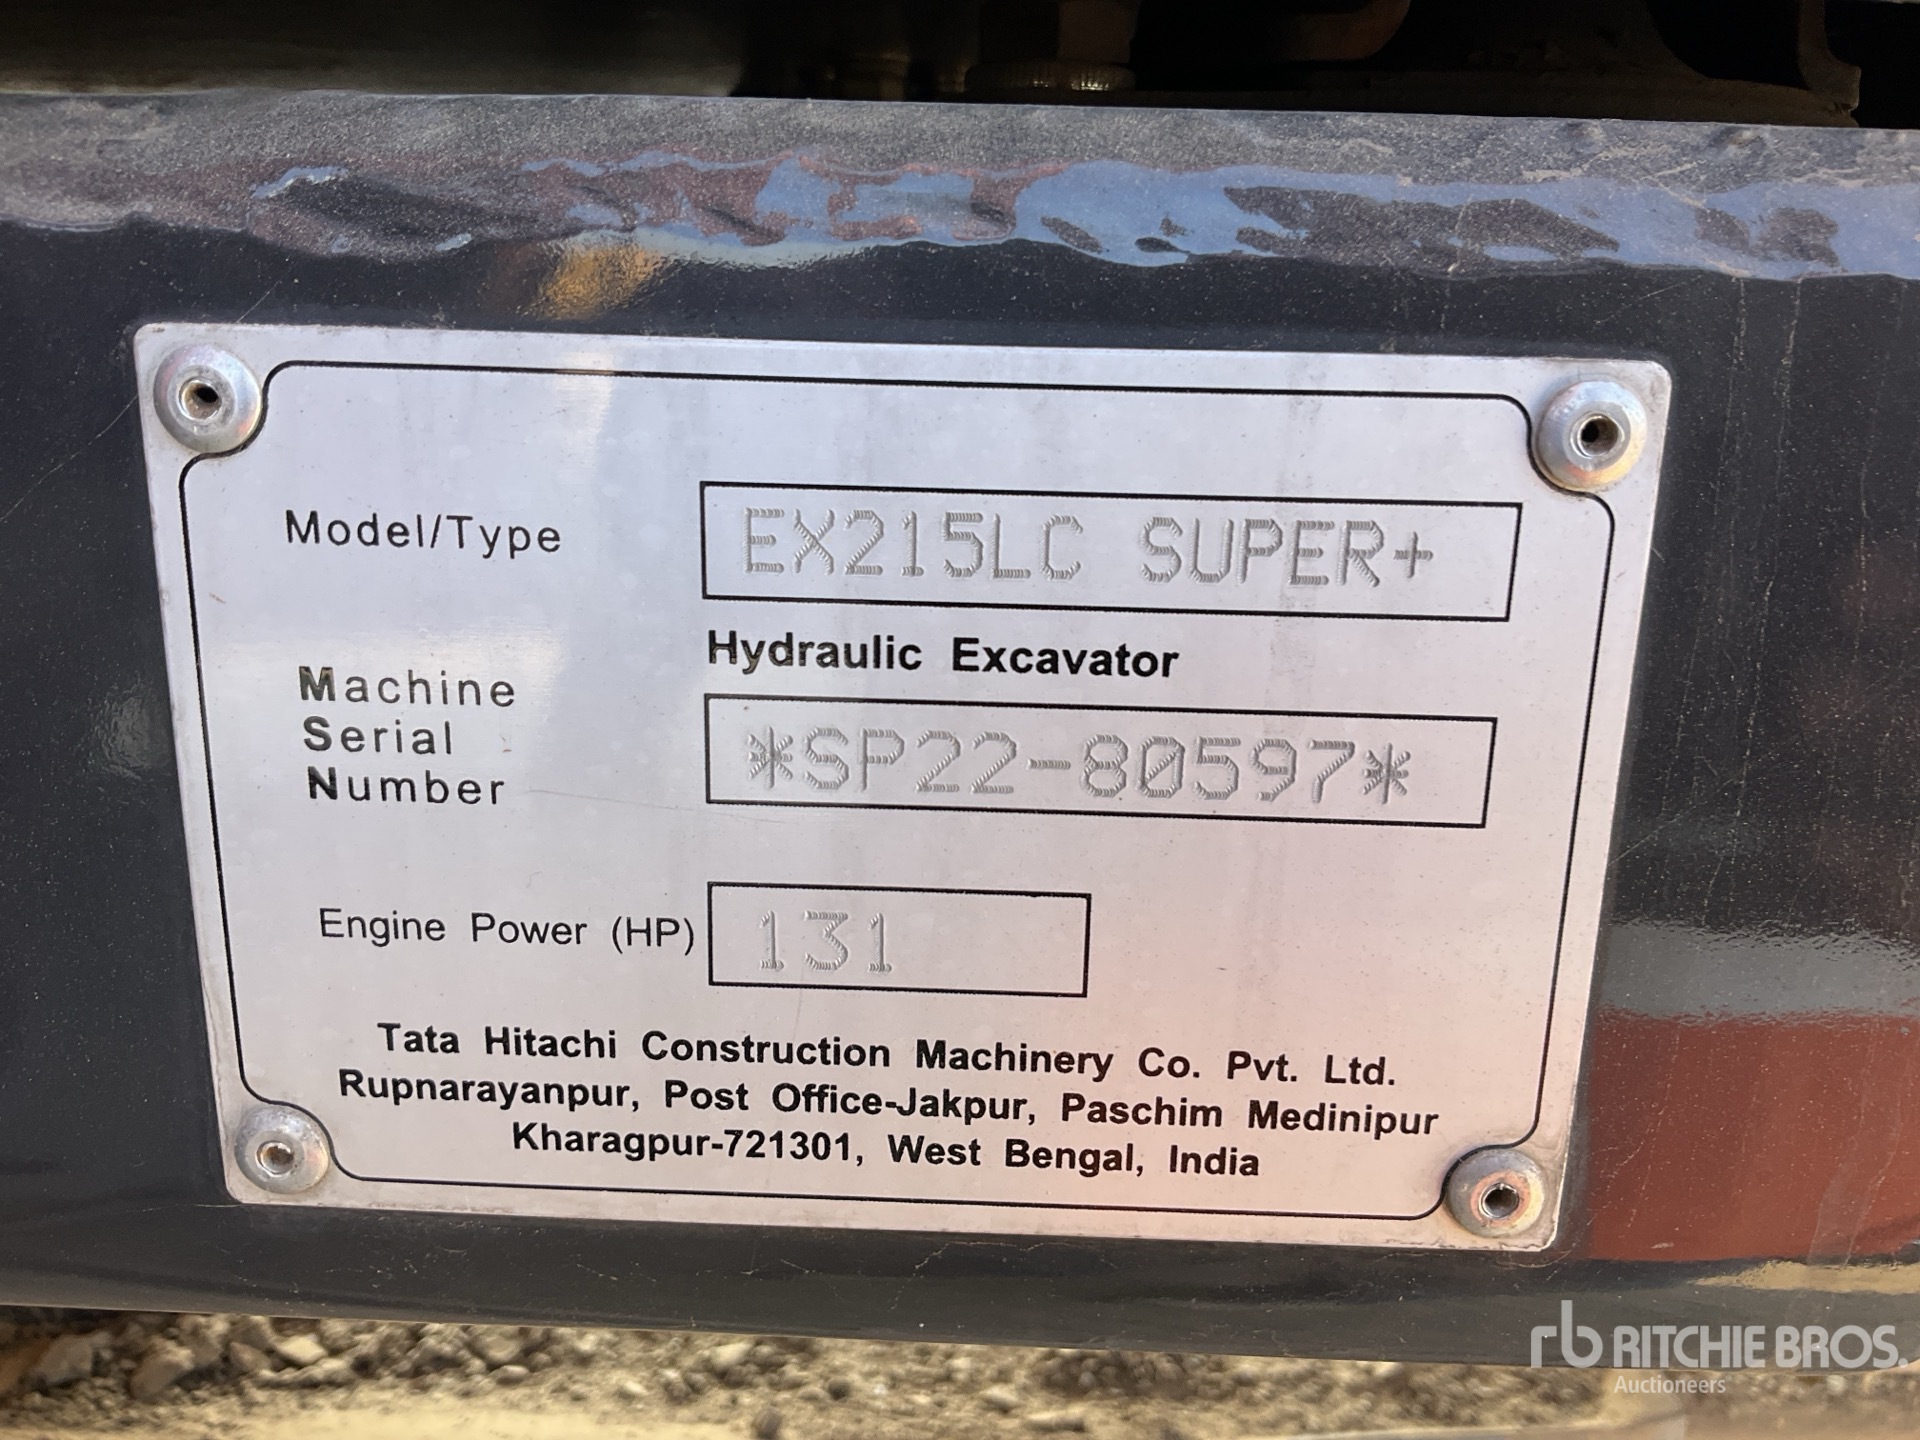 Model/Type EX215LC SUPER+
Hydraulic Excavator
Machine
Serial
Number
*SP22-80597*
Engine Power (HP) 131
Tata Hitachi Construction Machinery Co. Pvt. Ltd.
Rupnarayanpur, Post Office-Jakpur, Paschim Medinipur
Kharagpur-721301, West Bengal, India
rb RITCHIE BROS.
Auctioneers